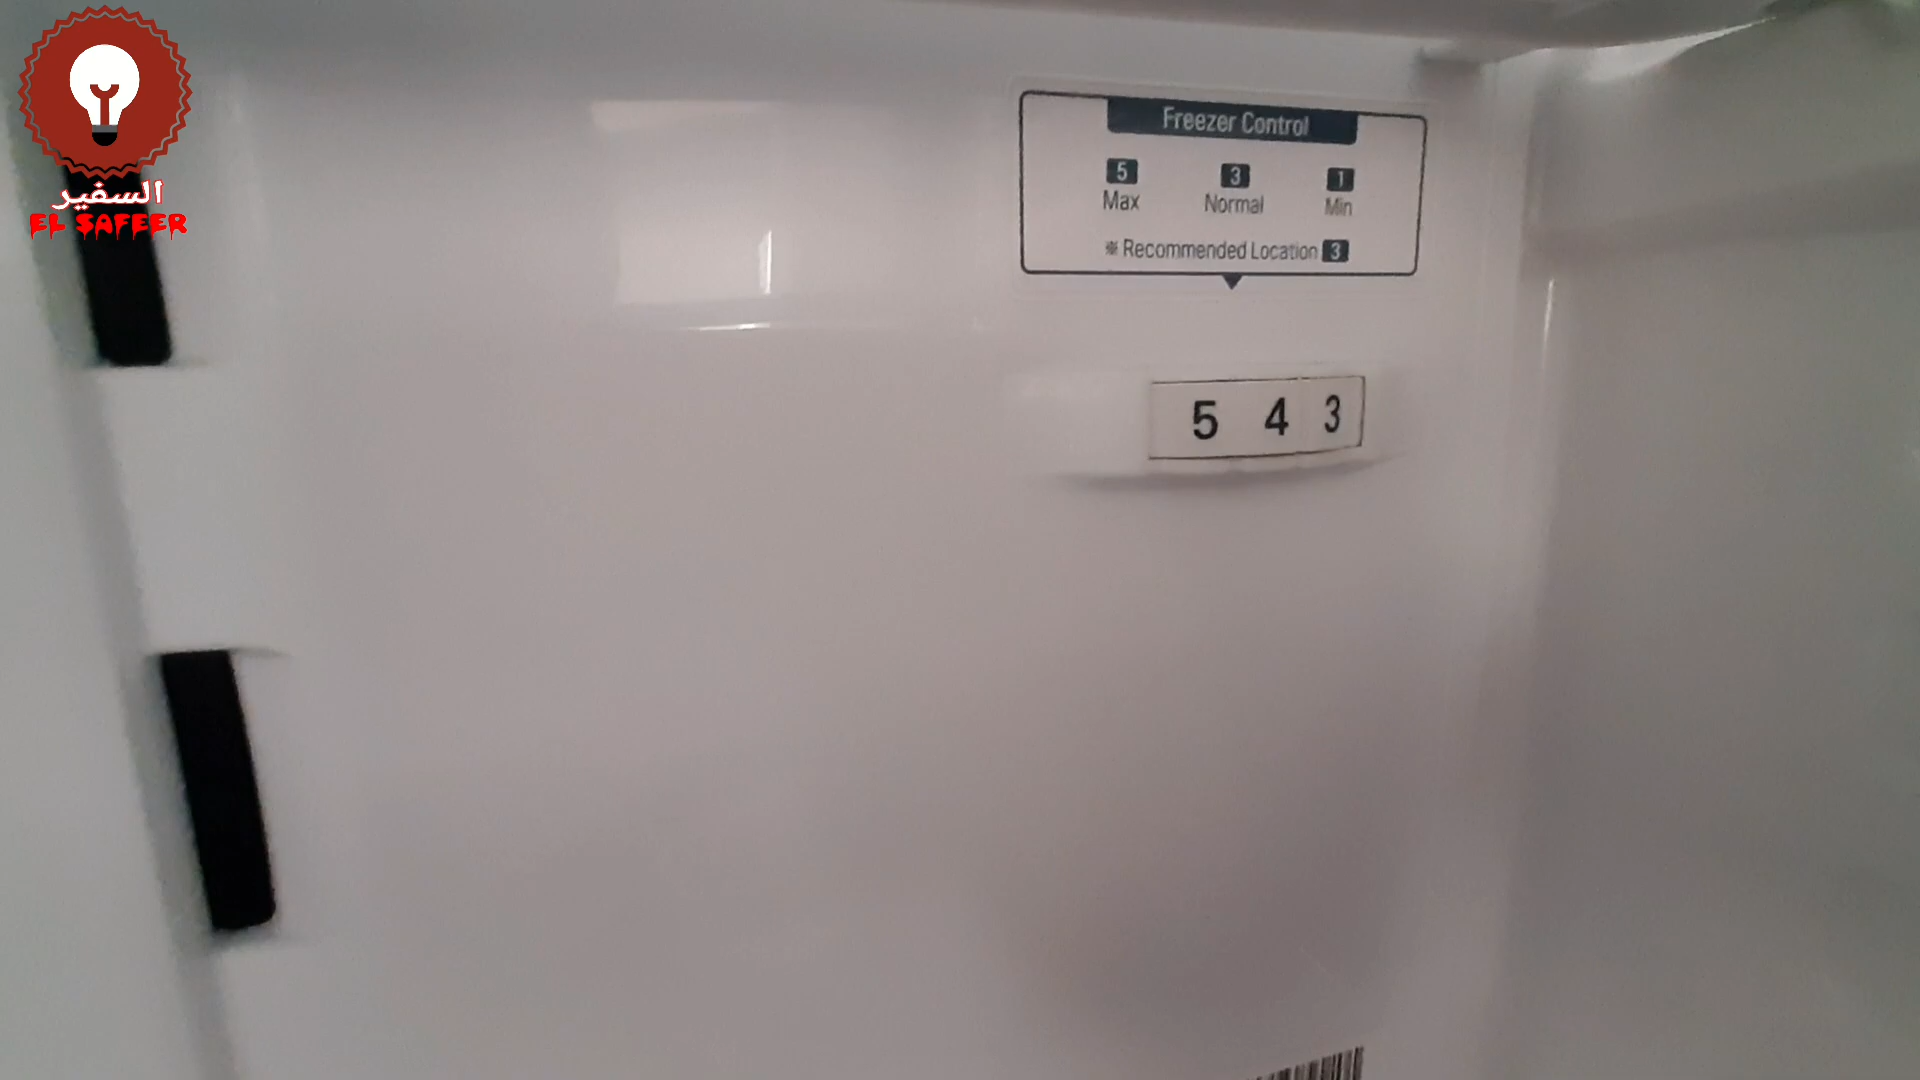 السفير
EL SAFEER
Freezer Control
5 3 1
Max Normal Min
※ Recommended Location 3
5 4 3